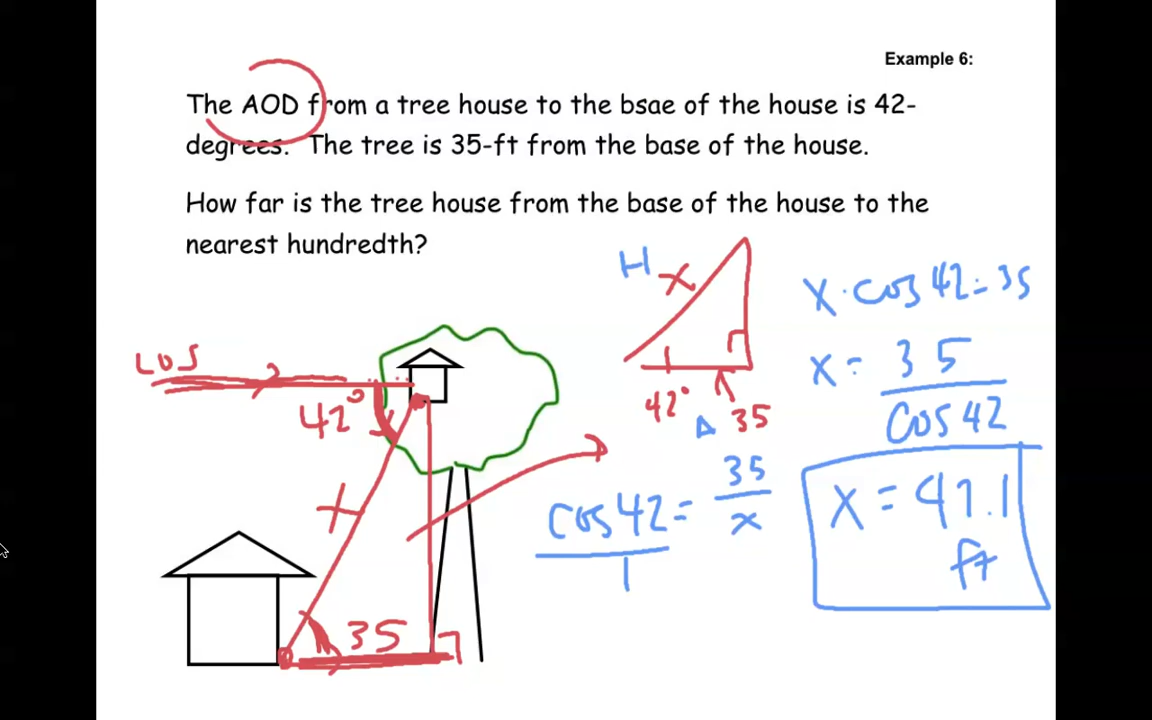 Example 6:
The AOD from a tree house to the bsae of the house is 42-
degrees. The tree is 35-ft from the base of the house.
How far is the tree house from the base of the house to the
nearest hundredth?
LOS
42°
X
35
H
X
42°
A
35
cos 42 = 35/x
1
X · cos 42 = 35
X = 35/cos 42
X = 47.1
ft